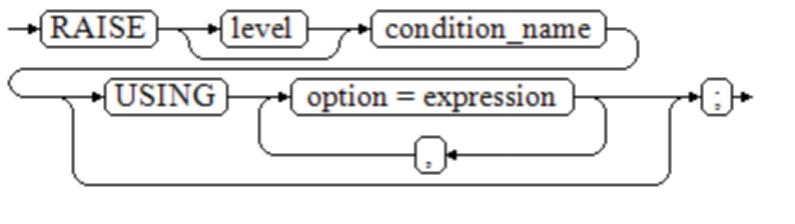 RAISE level condition_name
USING option = expression ;
,